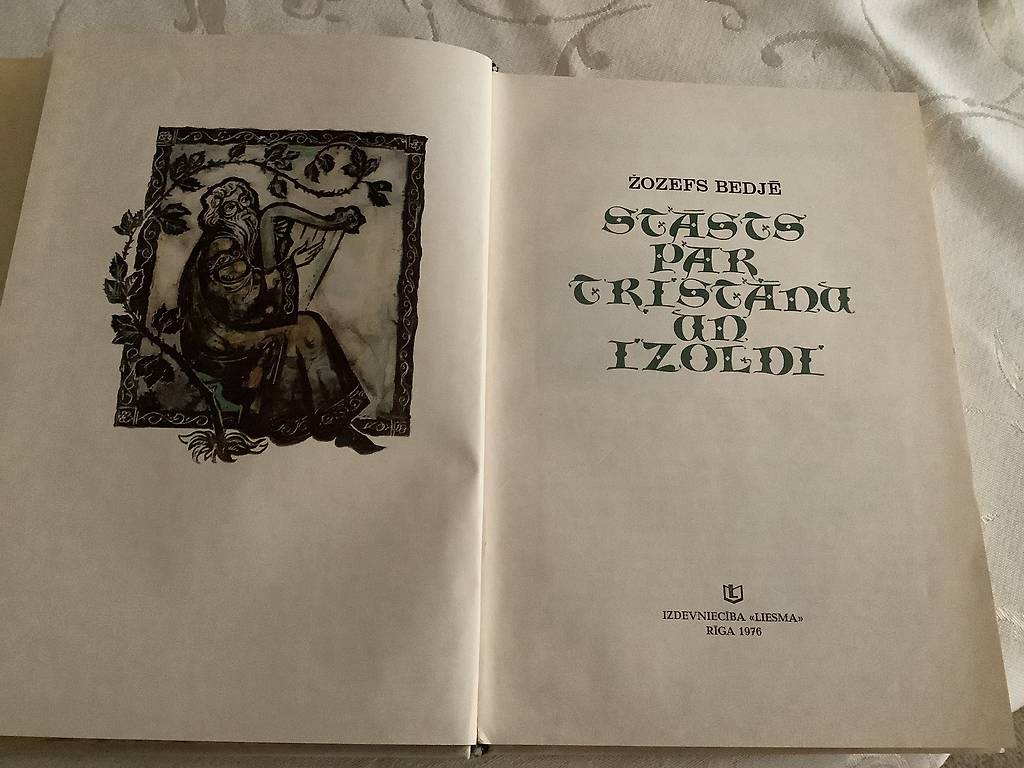 ŽOZEFS BEDJĒ
STĀSTS
PAR
TRISTĀNU
UN
IZOLDI
IZDEVNIECĪBA «LIESMA»
RĪGA 1976